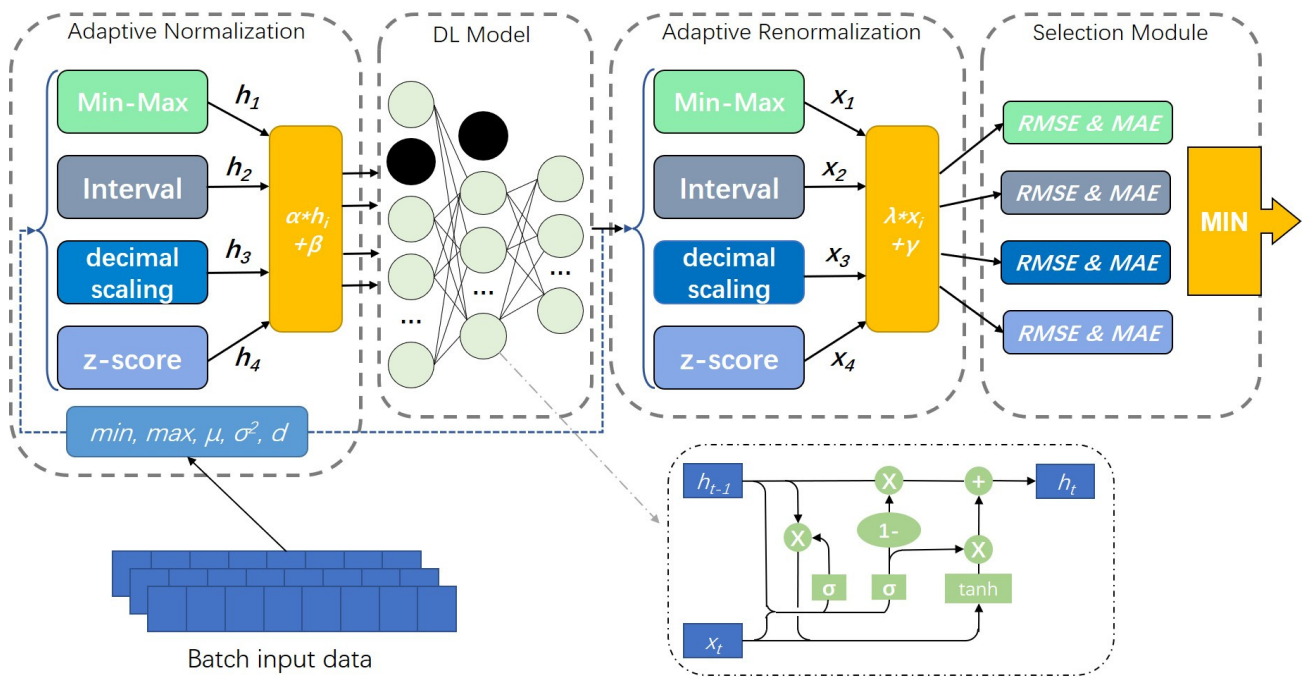 Adaptive Normalization
Min-Max
Interval
decimal
scaling
z-score
h₁
h₂
h₃
h₄
α*hᵢ
+β
min, max, μ, σ², d
Batch input data
DL Model
...
...
...
Adaptive Renormalization
Min-Max
Interval
decimal
scaling
z-score
x₁
x₂
x₃
x₄
λ*xᵢ
+γ
Selection Module
RMSE & MAE
RMSE & MAE
RMSE & MAE
RMSE & MAE
MIN
hₜ₋₁
X
+
hₜ
X
1-
X
σ
σ
tanh
xₜ